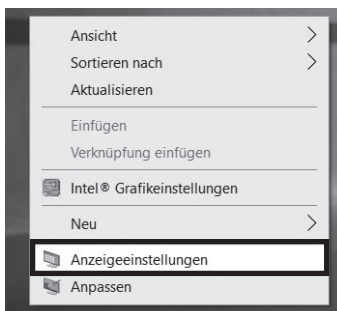 Ansicht
Sortieren nach
Aktualisieren
Einfügen
Verknüpfung einfügen
Intel® Grafikeinstellungen
Neu
Anzeigeeinstellungen
Anpassen